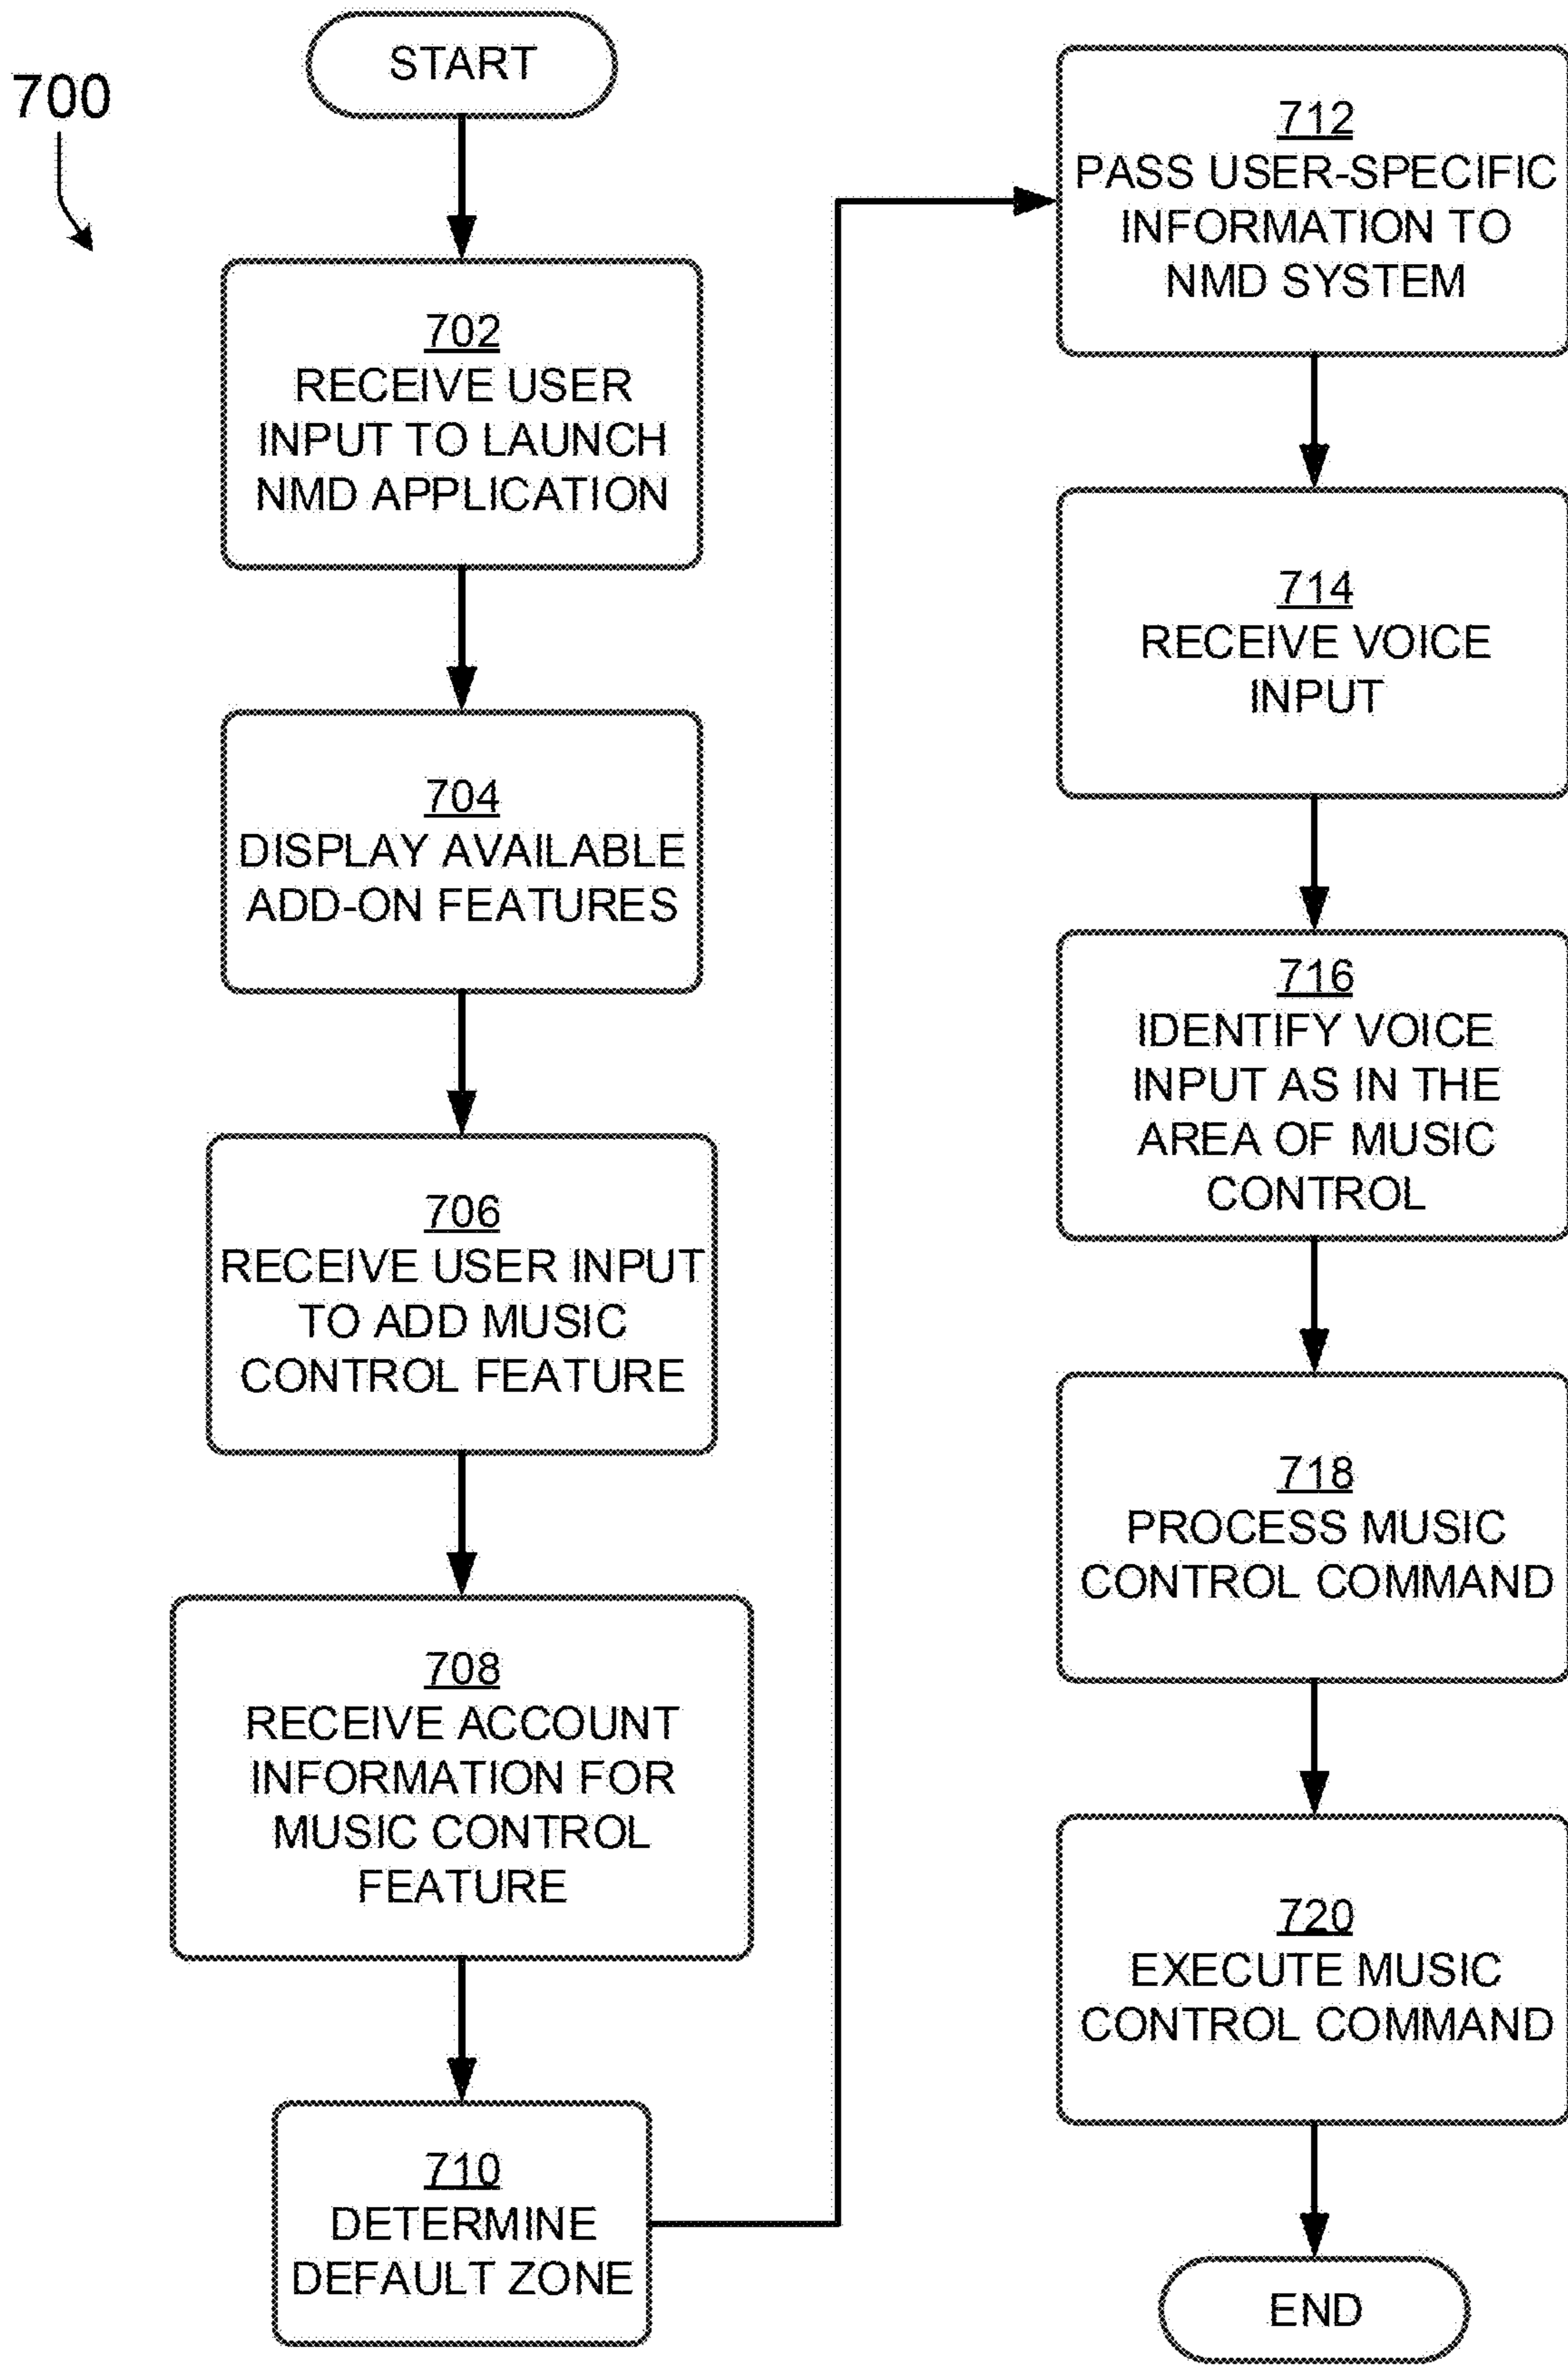 700
START
702
RECEIVE USER
INPUT TO LAUNCH
NMD APPLICATION
704
DISPLAY AVAILABLE
ADD-ON FEATURES
706
RECEIVE USER INPUT
TO ADD MUSIC
CONTROL FEATURE
708
RECEIVE ACCOUNT
INFORMATION FOR
MUSIC CONTROL
FEATURE
710
DETERMINE
DEFAULT ZONE
712
PASS USER-SPECIFIC
INFORMATION TO
NMD SYSTEM
714
RECEIVE VOICE
INPUT
716
IDENTIFY VOICE
INPUT AS IN THE
AREA OF MUSIC
CONTROL
718
PROCESS MUSIC
CONTROL COMMAND
720
EXECUTE MUSIC
CONTROL COMMAND
END